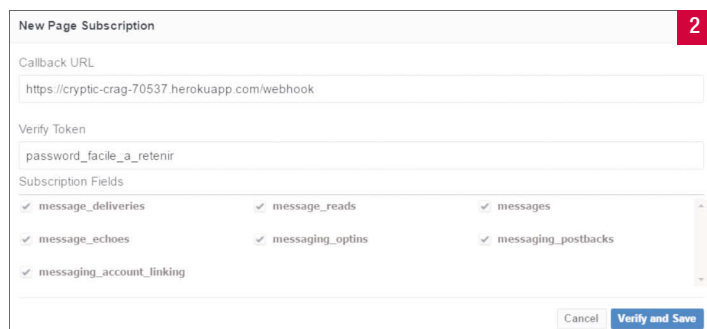 New Page Subscription
2
Callback URL
https://cryptic-crag-70537.herokuapp.com/webhook
Verify Token
password_facile_a_retenir
Subscription Fields
message_deliveries message_reads messages
message_echoes messaging_optins messaging_postbacks
messaging_account_linking
Cancel Verify and Save